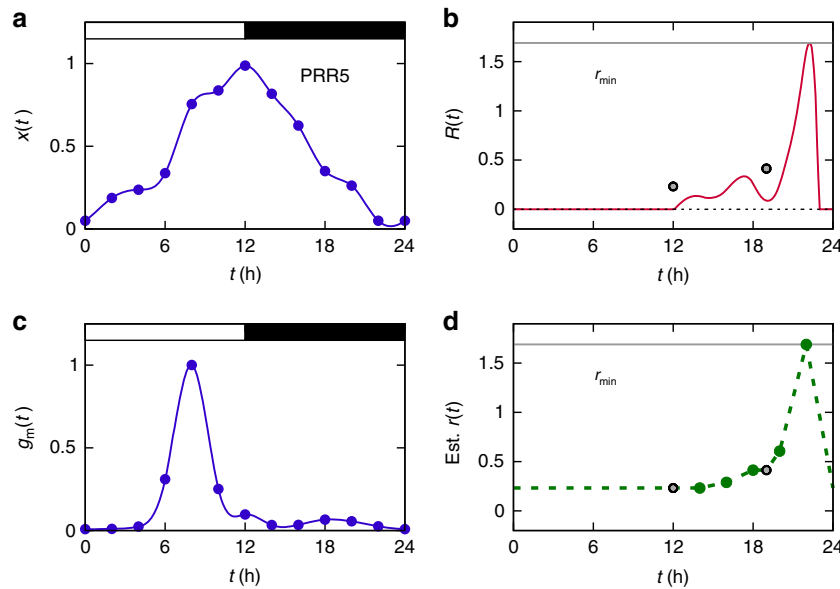 a
PRR5
x(t)
1
0.5
0
0 6 12 18 24
t (h)
b
r_min
R(t)
1.5
1
0.5
0
0 6 12 18 24
t (h)
c
g_m(t)
1
0.5
0
0 6 12 18 24
t (h)
d
r_min
Est. r(t)
1.5
1
0.5
0
0 6 12 18 24
t (h)